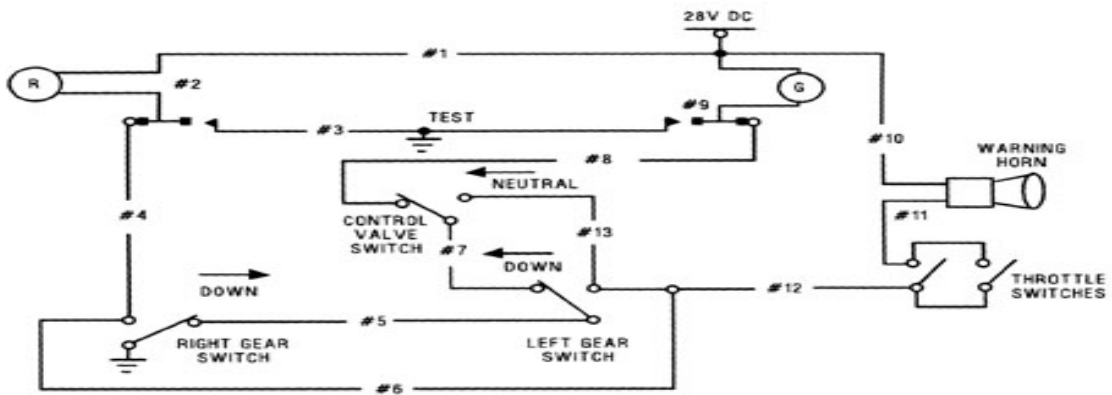 28V DC
#1
R
#2
G
#9
TEST
#3
#10
WARNING
HORN
#8
NEUTRAL
#4
#11
CONTROL
VALVE
SWITCH
#7
#13
DOWN
DOWN
#12
THROTTLE
SWITCHES
#5
RIGHT GEAR
SWITCH
LEFT GEAR
SWITCH
#6